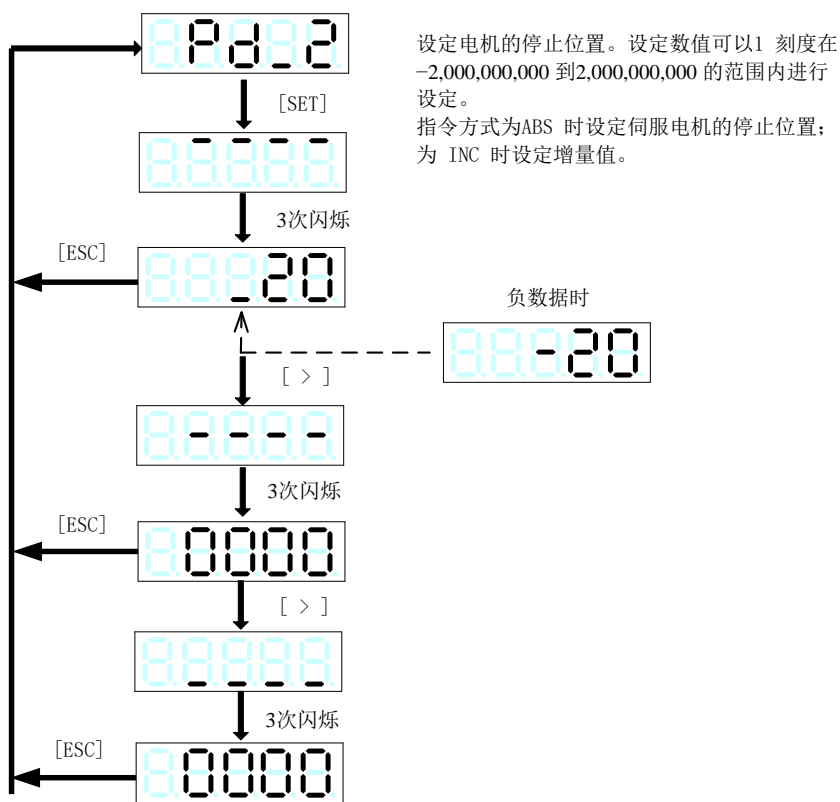 Pd_2
设定电机的停止位置。设定数值可以1 刻度在
−2,000,000,000 到2,000,000,000 的范围内进行
设定。
指令方式为ABS 时设定伺服电机的停止位置；
为 INC 时设定增量值。
[SET]
3次闪烁
[ESC]
_20
负数据时
-20
[ > ]
----
3次闪烁
[ESC]
0000
[ > ]
_ _ _ _
3次闪烁
[ESC]
0000